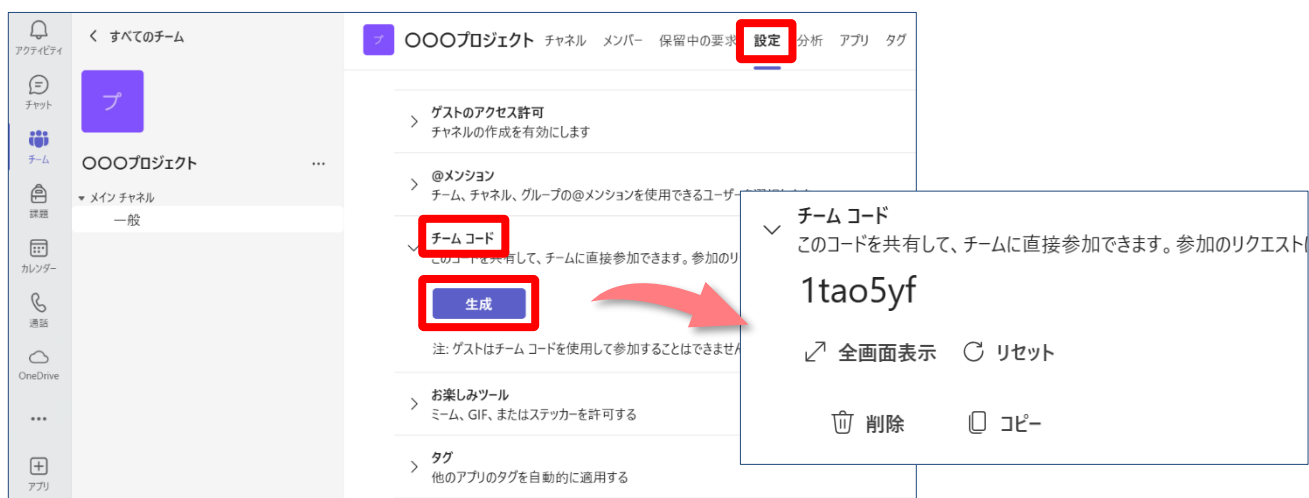 アクティビティ
チャット
チーム
課題
カレンダー
通話
OneDrive
アプリ
すべてのチーム
プ
〇〇〇プロジェクト
メイン チャネル
一般
プ 〇〇〇プロジェクト チャネル メンバー 保留中の要求 設定 分析 アプリ タグ
ゲストのアクセス許可
チャネルの作成を有効にします
@メンション
チーム、チャネル、グループの@メンションを使用できるユーザー
チーム コード
このコードを共有して、チームに直接参加できます。参加のリ
生成
注: ゲストはチーム コードを使用して参加することはできません
お楽しみツール
ミーム、GIF、またはステッカーを許可する
タグ
他のアプリのタグを自動的に適用する
チーム コード
このコードを共有して、チームに直接参加できます。参加のリクエスト
1tao5yf
全画面表示 リセット
削除 コピー